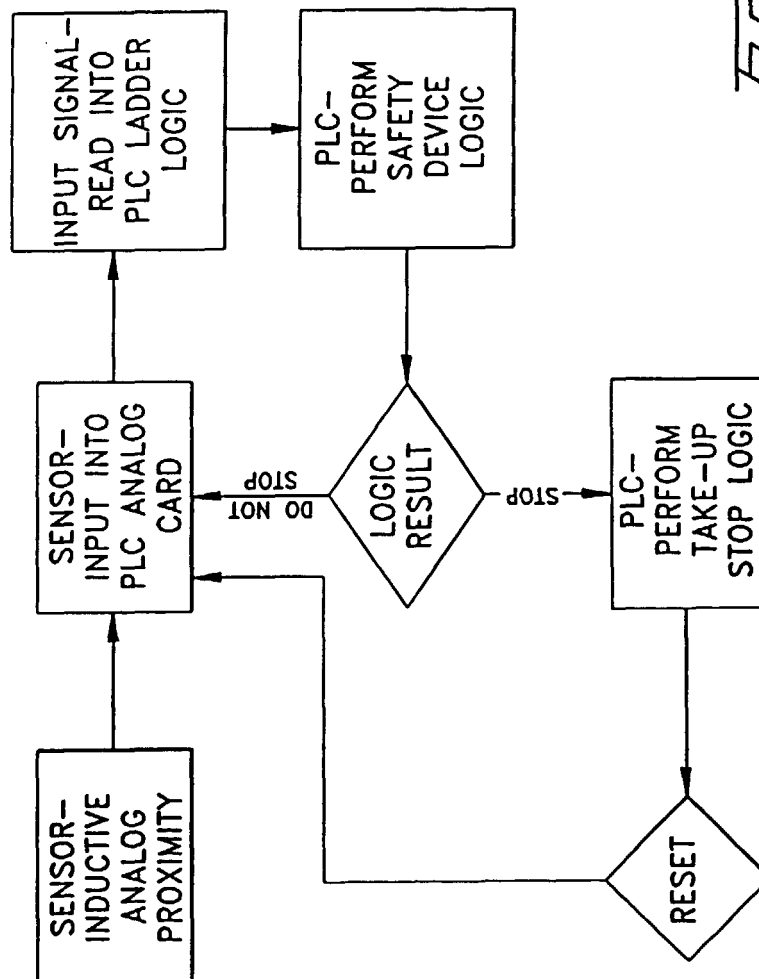 SENSOR-
INDUCTIVE
ANALOG
PROXIMITY
SENSOR-
INPUT INTO
PLC ANALOG
CARD
INPUT SIGNAL-
READ INTO
PLC LADDER
LOGIC
PLC-
PERFORM
SAFETY
DEVICE
LOGIC
LOGIC
RESULT
DO NOT
STOP
STOP
PLC-
PERFORM
TAKE-UP
STOP LOGIC
RESET